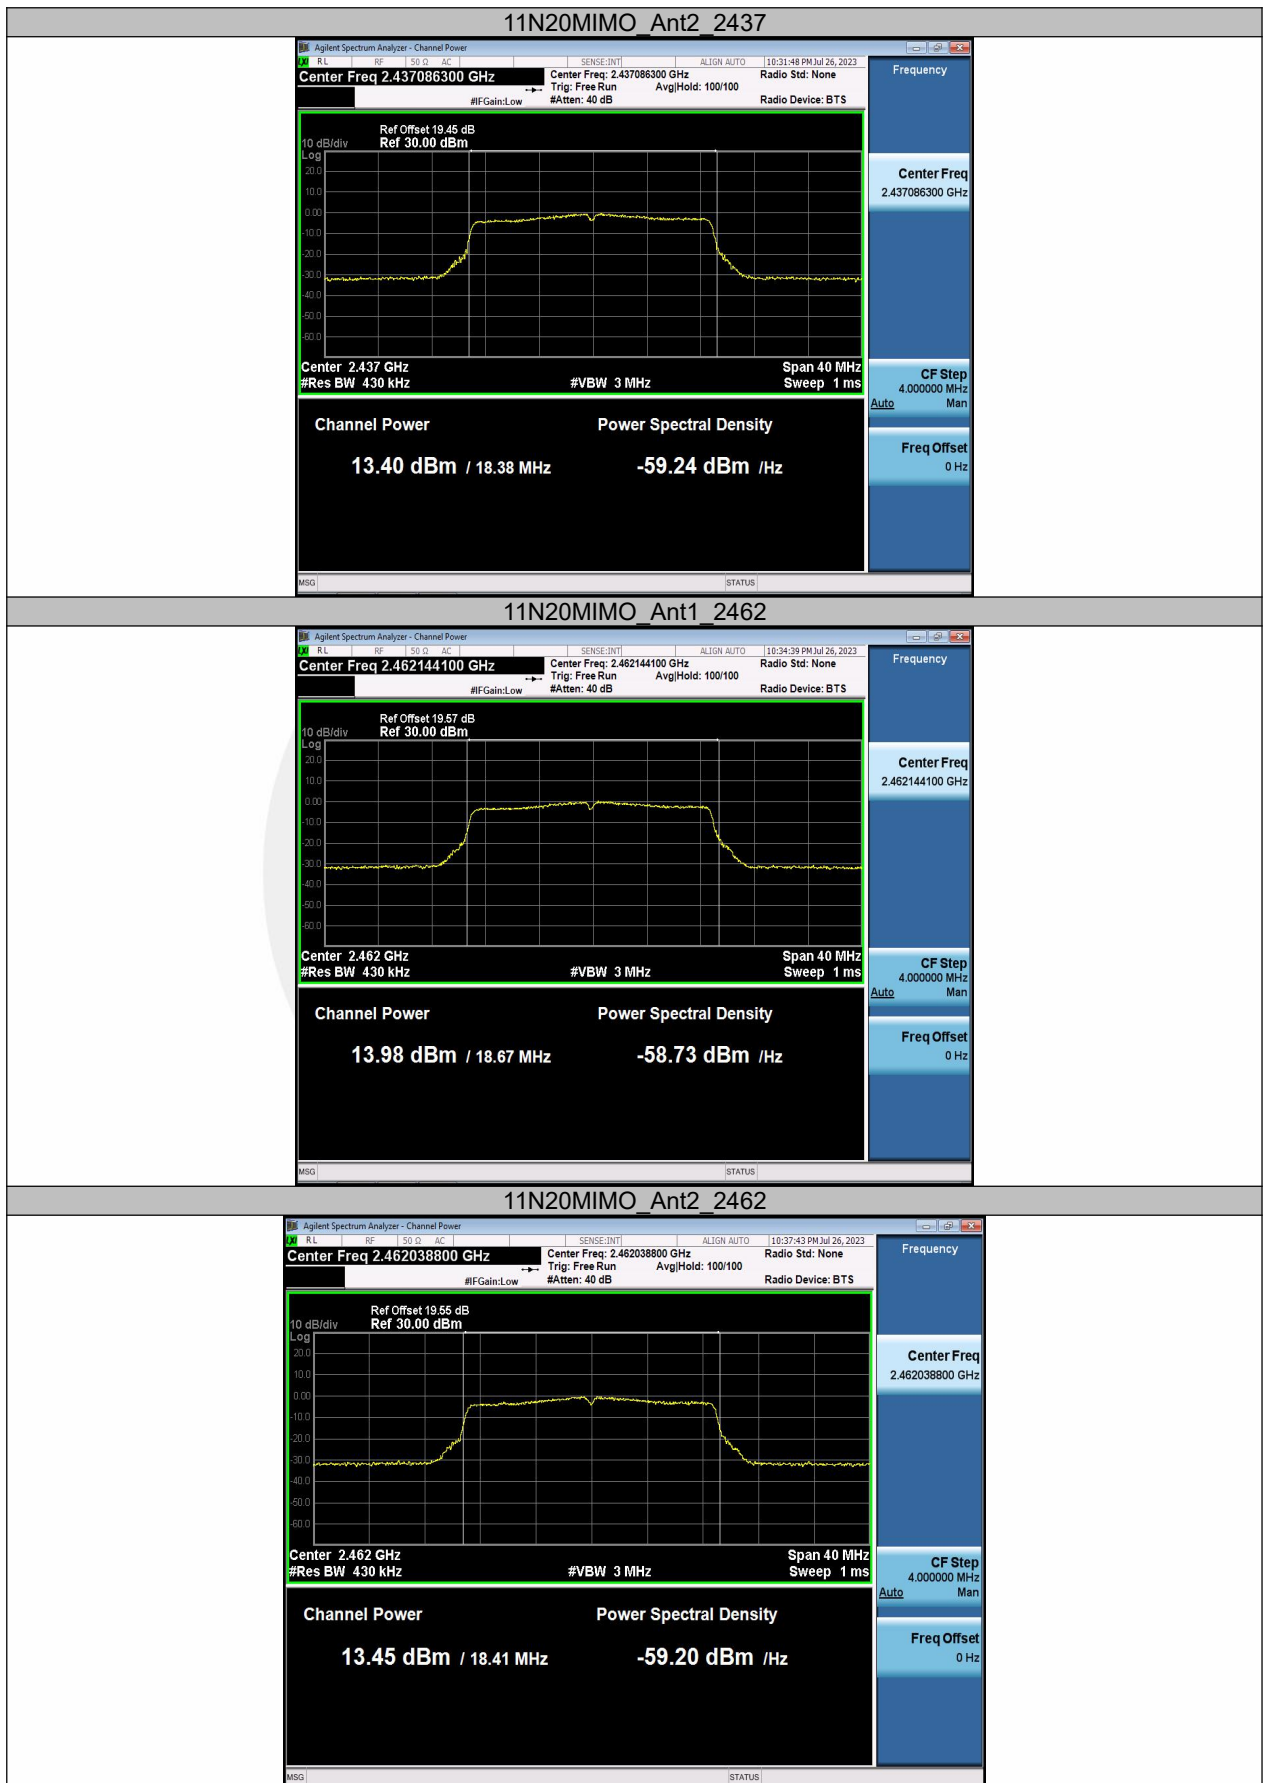 11N20MIMO_Ant2_2437
Agilent Spectrum Analyzer - Channel Power
LXI RL RF 50 Ω AC SENSE:INT ALIGN AUTO 10:31:48 PM Jul 26, 2023
Center Freq 2.437086300 GHz
Center Freq: 2.437086300 GHz
Radio Std: None
Trig: Free Run Avg|Hold: 100/100
#IFGain:Low
#Atten: 40 dB
Radio Device: BTS
Frequency
Ref Offset 19.45 dB
10 dB/div Ref 30.00 dBm
Log
20.0
10.0
0.00
-10.0
-20.0
-30.0
-40.0
-50.0
-60.0
Center 2.437 GHz Span 40 MHz
#Res BW 430 kHz #VBW 3 MHz Sweep 1 ms
Channel Power Power Spectral Density
13.40 dBm / 18.38 MHz -59.24 dBm /Hz
Center Freq
2.437086300 GHz
CF Step
4.000000 MHz
Auto Man
Freq Offset
0 Hz
MSG STATUS
11N20MIMO_Ant1_2462
Agilent Spectrum Analyzer - Channel Power
LXI RL RF 50 Ω AC SENSE:INT ALIGN AUTO 10:34:39 PM Jul 26, 2023
Center Freq 2.462144100 GHz
Center Freq: 2.462144100 GHz
Radio Std: None
Trig: Free Run Avg|Hold: 100/100
#IFGain:Low
#Atten: 40 dB
Radio Device: BTS
Frequency
Ref Offset 19.57 dB
10 dB/div Ref 30.00 dBm
Log
20.0
10.0
0.00
-10.0
-20.0
-30.0
-40.0
-50.0
-60.0
Center 2.462 GHz Span 40 MHz
#Res BW 430 kHz #VBW 3 MHz Sweep 1 ms
Channel Power Power Spectral Density
13.98 dBm / 18.67 MHz -58.73 dBm /Hz
Center Freq
2.462144100 GHz
CF Step
4.000000 MHz
Auto Man
Freq Offset
0 Hz
MSG STATUS
11N20MIMO_Ant2_2462
Agilent Spectrum Analyzer - Channel Power
LXI RL RF 50 Ω AC SENSE:INT ALIGN AUTO 10:37:43 PM Jul 26, 2023
Center Freq 2.462038800 GHz
Center Freq: 2.462038800 GHz
Radio Std: None
Trig: Free Run Avg|Hold: 100/100
#IFGain:Low
#Atten: 40 dB
Radio Device: BTS
Frequency
Ref Offset 19.55 dB
10 dB/div Ref 30.00 dBm
Log
20.0
10.0
0.00
-10.0
-20.0
-30.0
-40.0
-50.0
-60.0
Center 2.462 GHz Span 40 MHz
#Res BW 430 kHz #VBW 3 MHz Sweep 1 ms
Channel Power Power Spectral Density
13.45 dBm / 18.41 MHz -59.20 dBm /Hz
Center Freq
2.462038800 GHz
CF Step
4.000000 MHz
Auto Man
Freq Offset
0 Hz
MSG STATUS